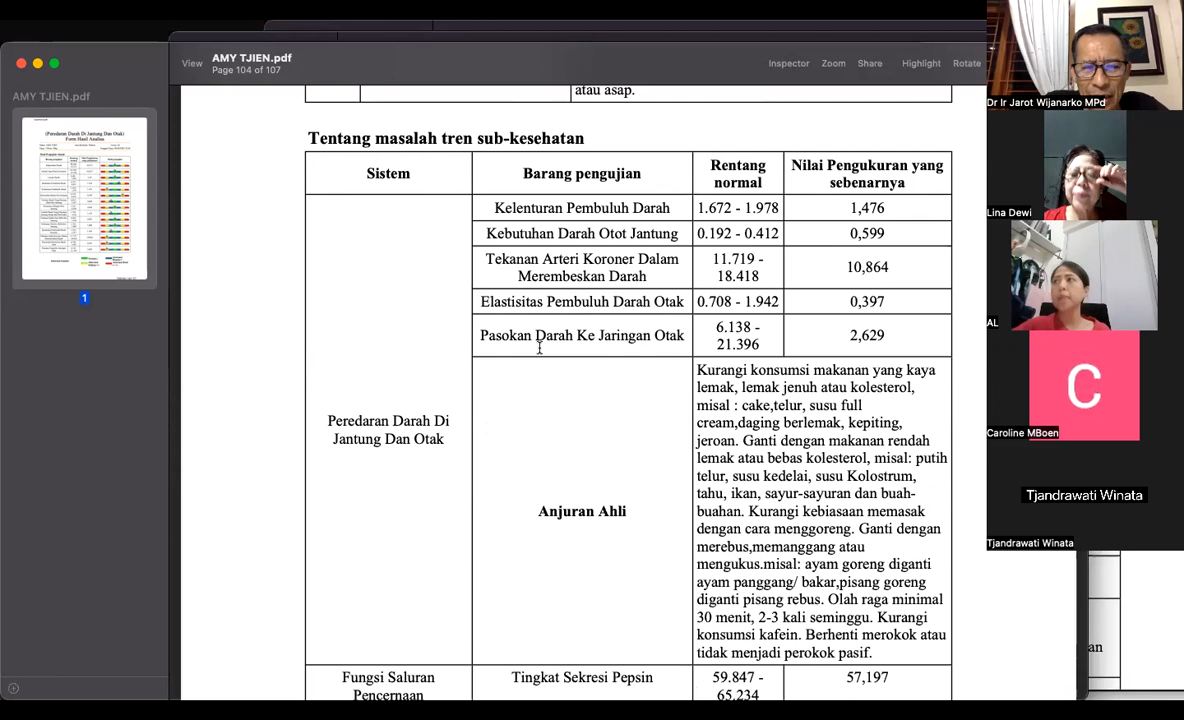 View
AMY TJIEN.pdf
Page 104 of 107
Inspector
Zoom
Share
Highlight
Rotate
AMY TJIEN.pdf
1
atau asap.
Tentang masalah tren sub-kesehatan
Sistem
Barang pengujian
Rentang
normal
Nilai Pengukuran yang
sebenarnya
Kelenturan Pembuluh Darah
1.672 - 1.978
1,476
Kebutuhan Darah Otot Jantung
0.192 - 0.412
0,599
Tekanan Arteri Koroner Dalam
Merembeskan Darah
11.719 -
18.418
10,864
Elastisitas Pembuluh Darah Otak
0.708 - 1.942
0,397
Pasokan Darah Ke Jaringan Otak
6.138 -
21.396
2,629
Peredaran Darah Di
Jantung Dan Otak
Anjuran Ahli
Kurangi konsumsi makanan yang kaya
lemak, lemak jenuh atau kolesterol,
misal : cake,telur, susu full
cream,daging berlemak, kepiting,
jeroan. Ganti dengan makanan rendah
lemak atau bebas kolesterol, misal: putih
telur, susu kedelai, susu Kolostrum,
tahu, ikan, sayur-sayuran dan buah-
buahan. Kurangi kebiasaan memasak
dengan cara menggoreng. Ganti dengan
merebus,memanggang atau
mengukus.misal: ayam goreng diganti
ayam panggang/ bakar,pisang goreng
diganti pisang rebus. Olah raga minimal
30 menit, 2-3 kali seminggu. Kurangi
konsumsi kafein. Berhenti merokok atau
tidak menjadi perokok pasif.
Fungsi Saluran
Pencernaan
Tingkat Sekresi Pepsin
59.847 -
65.234
57,197
Dr Ir Jarot Wijanarko MPd
Lina Dewi
AL
C
Caroline MBoen
Tjandrawati Winata
Tjandrawati Winata
an